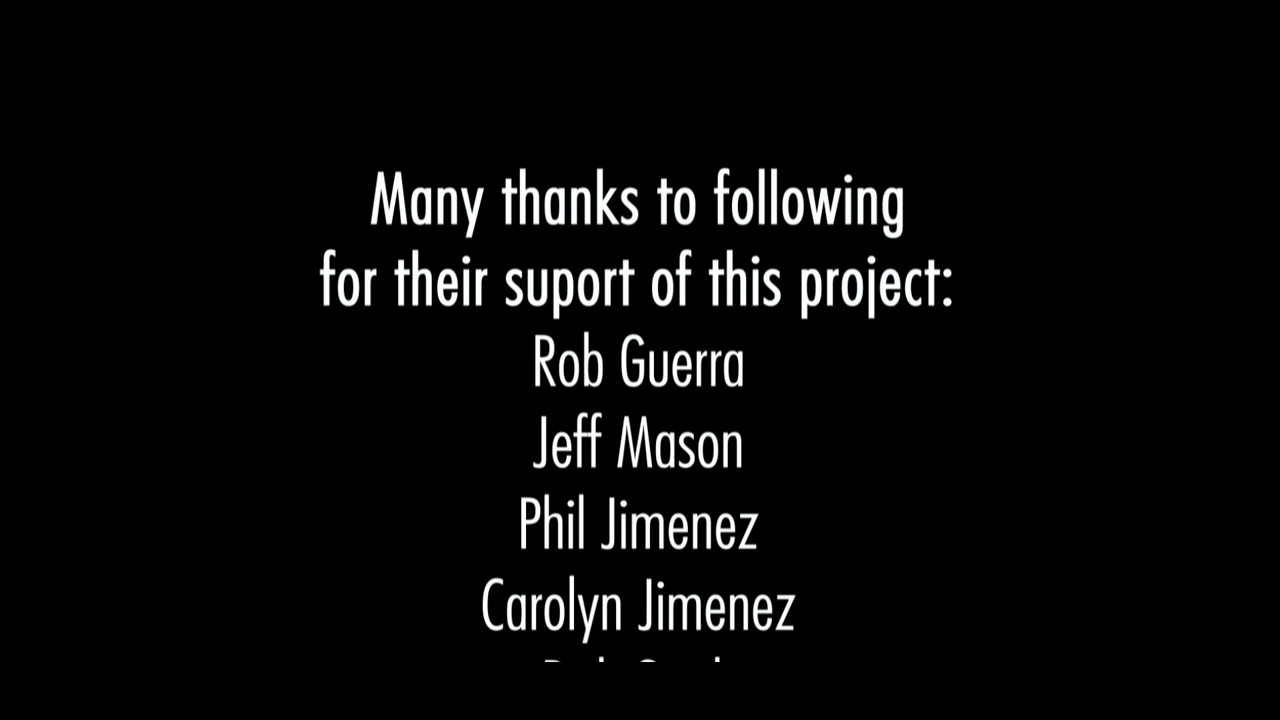 Many thanks to following
for their suport of this project:
Rob Guerra
Jeff Mason
Phil Jimenez
Carolyn Jimenez